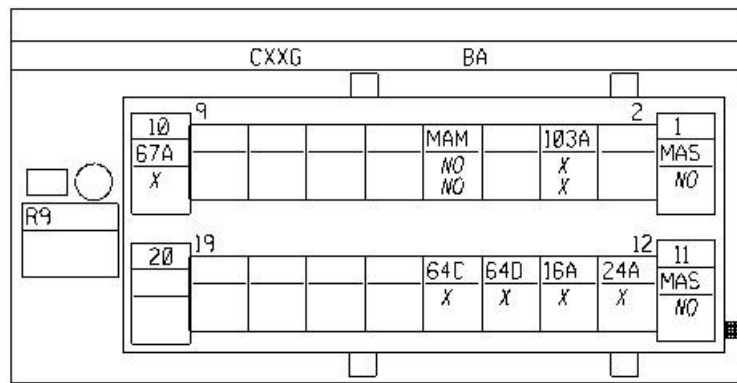 CXXG BA
9 2
10 1
67A MAM 103A MAS
X NO X NO
NO X
R9
19 12
20 11
64C 64D 16A 24A MAS
X X X X NO